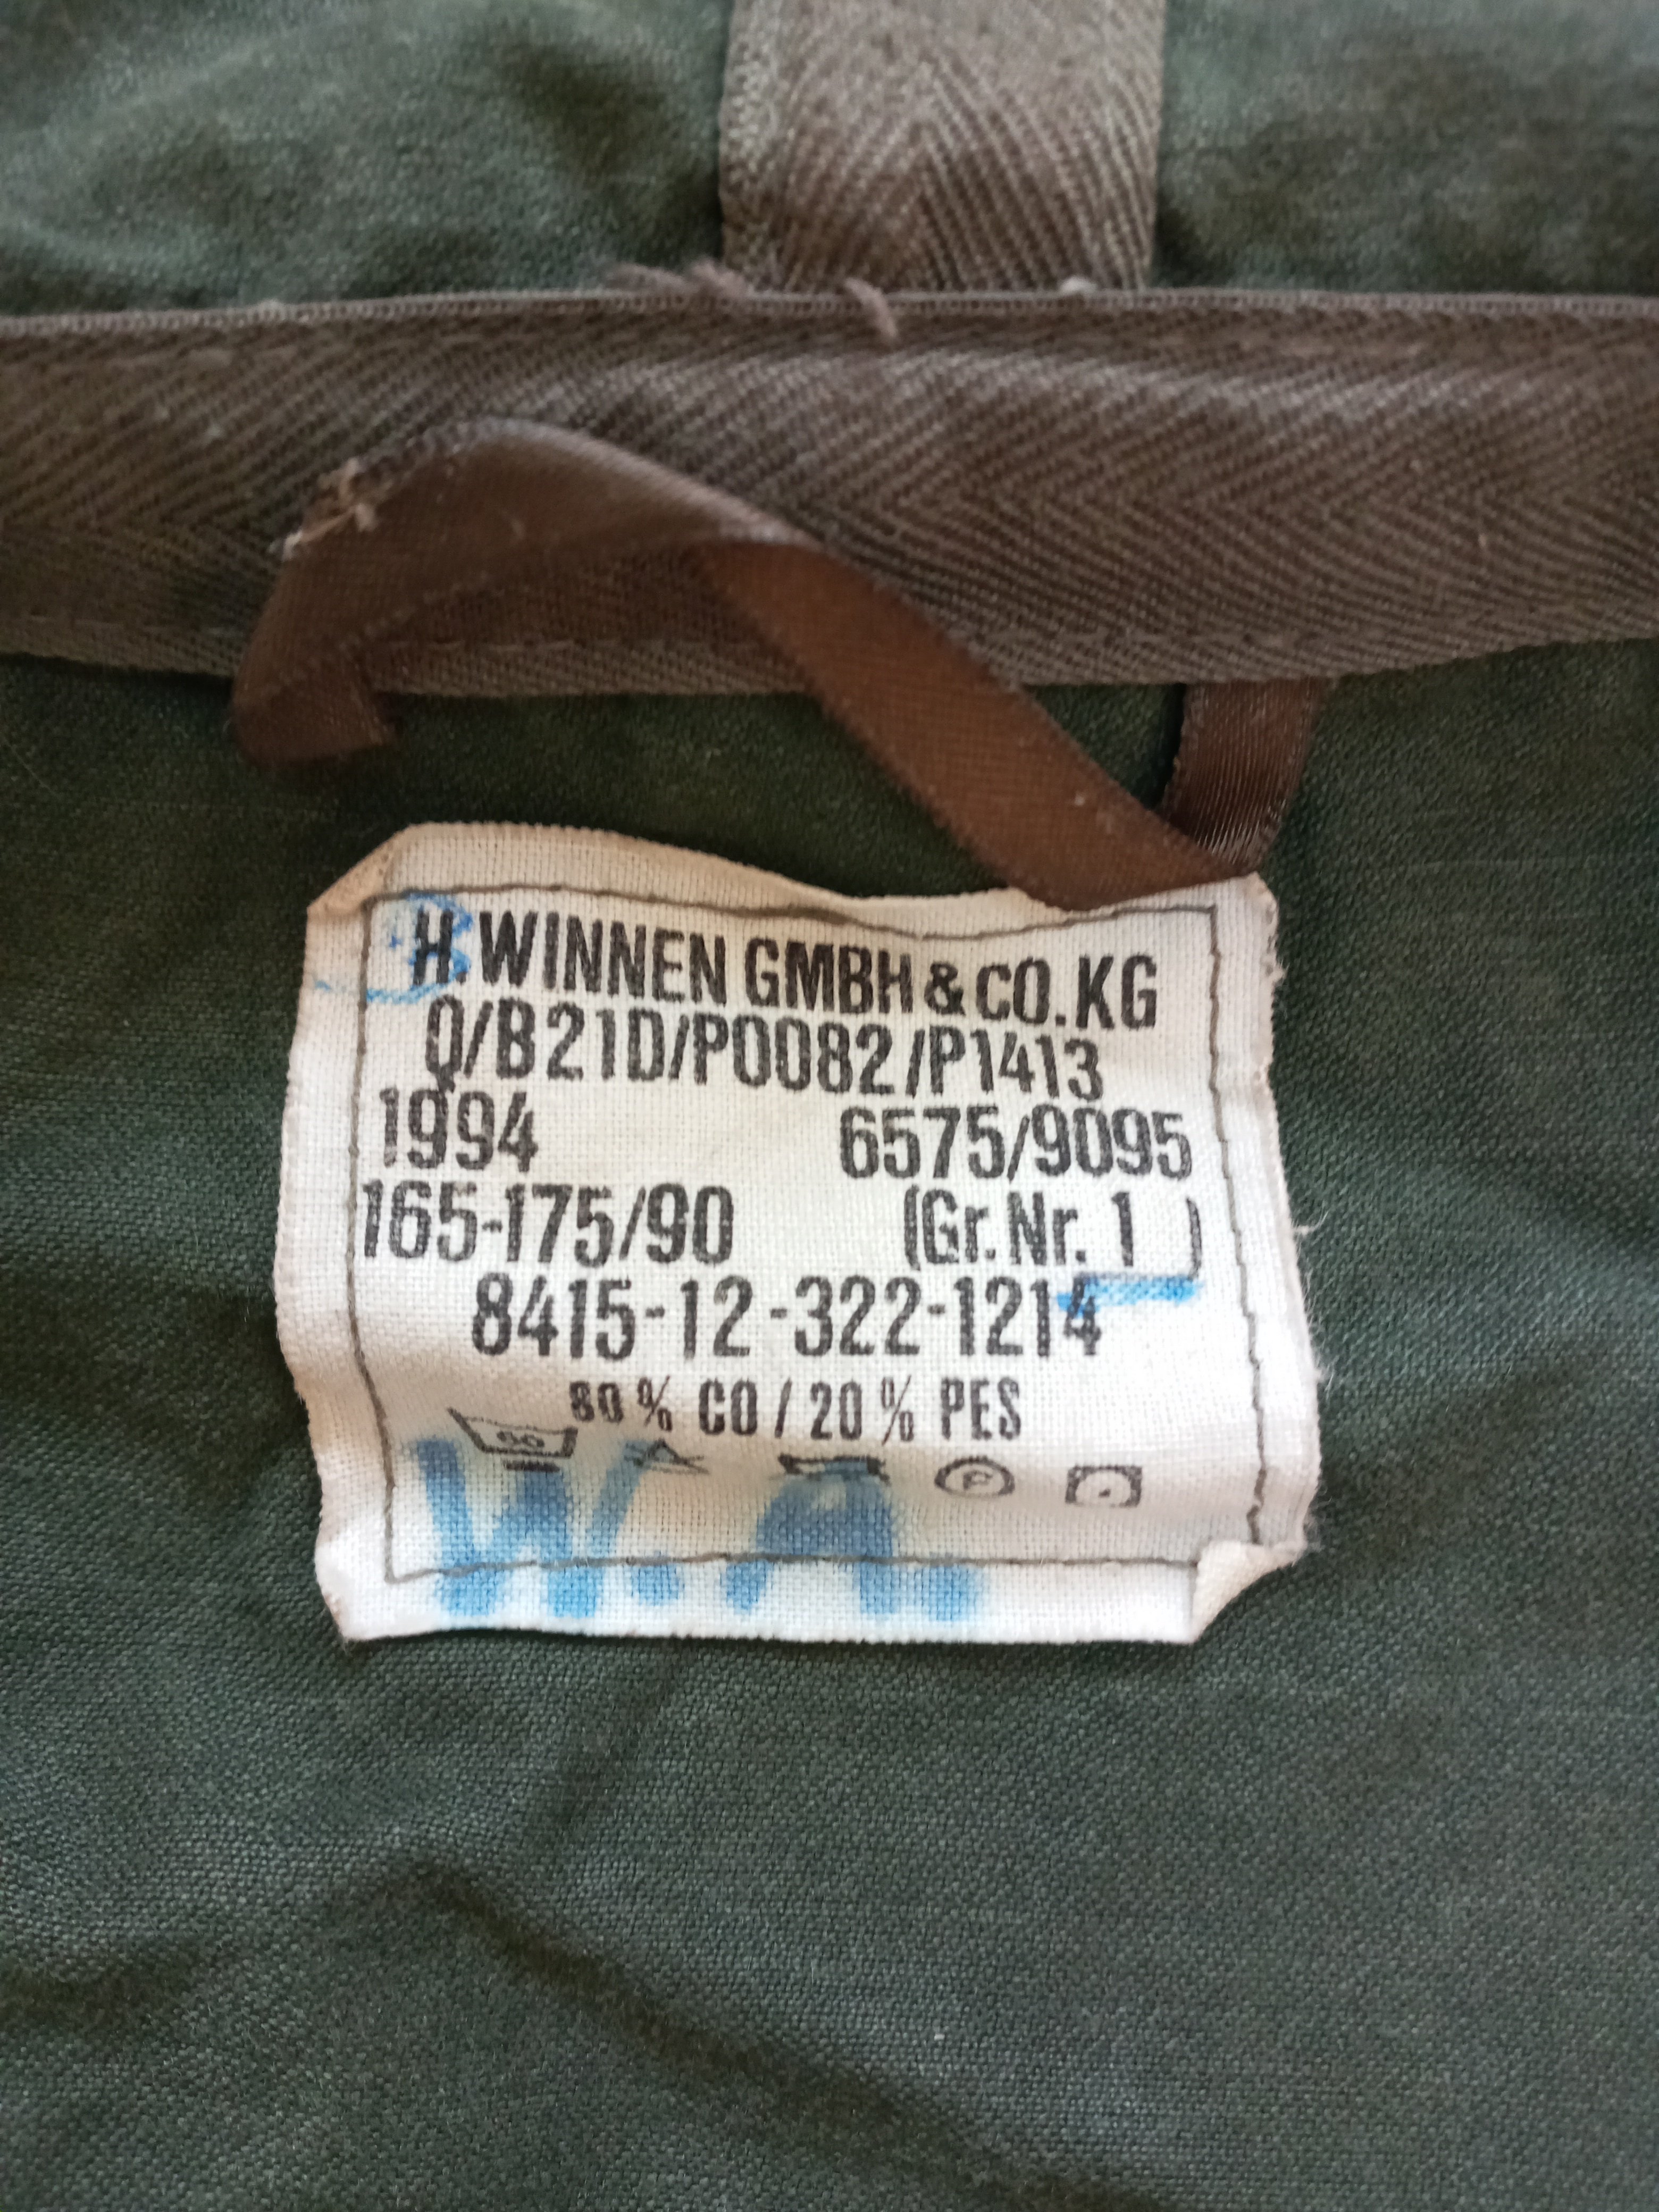 H. WINNEN GMBH & CO. KG
Q/B21D/P0082/P1413
1994 6575/9095
165-175/90 (Gr. Nr. 1 )
8415-12-322-1214
80 % CO / 20 % PES
60 P
W.A.